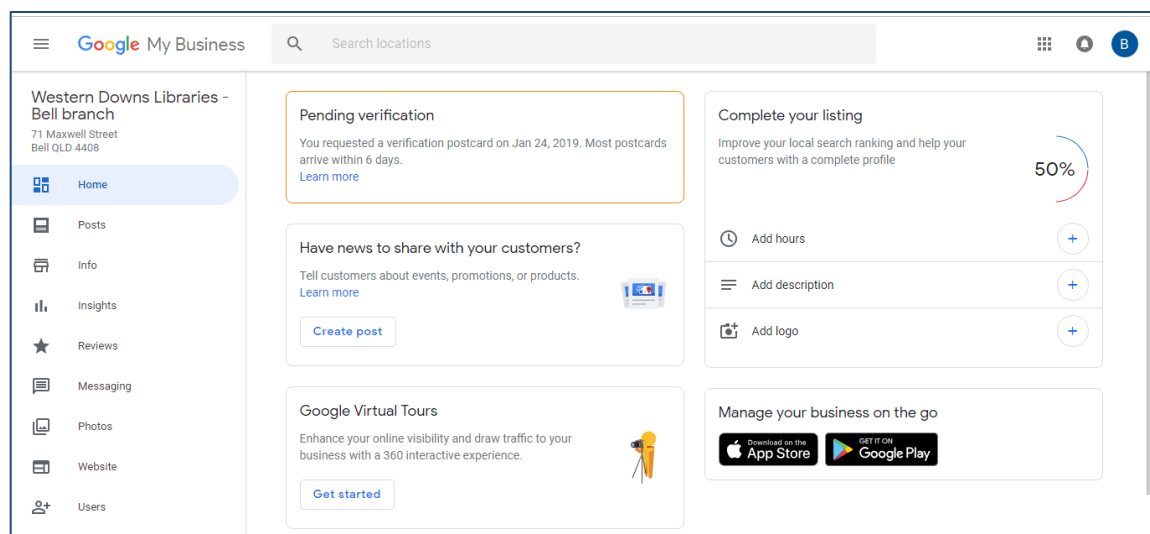 Google My Business
Search locations
B
Western Downs Libraries -
Bell branch
71 Maxwell Street
Bell QLD 4408
Home
Posts
Info
Insights
Reviews
Messaging
Photos
Website
Users
Pending verification
You requested a verification postcard on Jan 24, 2019. Most postcards
arrive within 6 days.
Learn more
Have news to share with your customers?
Tell customers about events, promotions, or products.
Learn more
Create post
Google Virtual Tours
Enhance your online visibility and draw traffic to your
business with a 360 interactive experience.
Get started
Complete your listing
Improve your local search ranking and help your
customers with a complete profile
50%
Add hours
Add description
Add logo
Manage your business on the go
Download on the
App Store
GET IT ON
Google Play